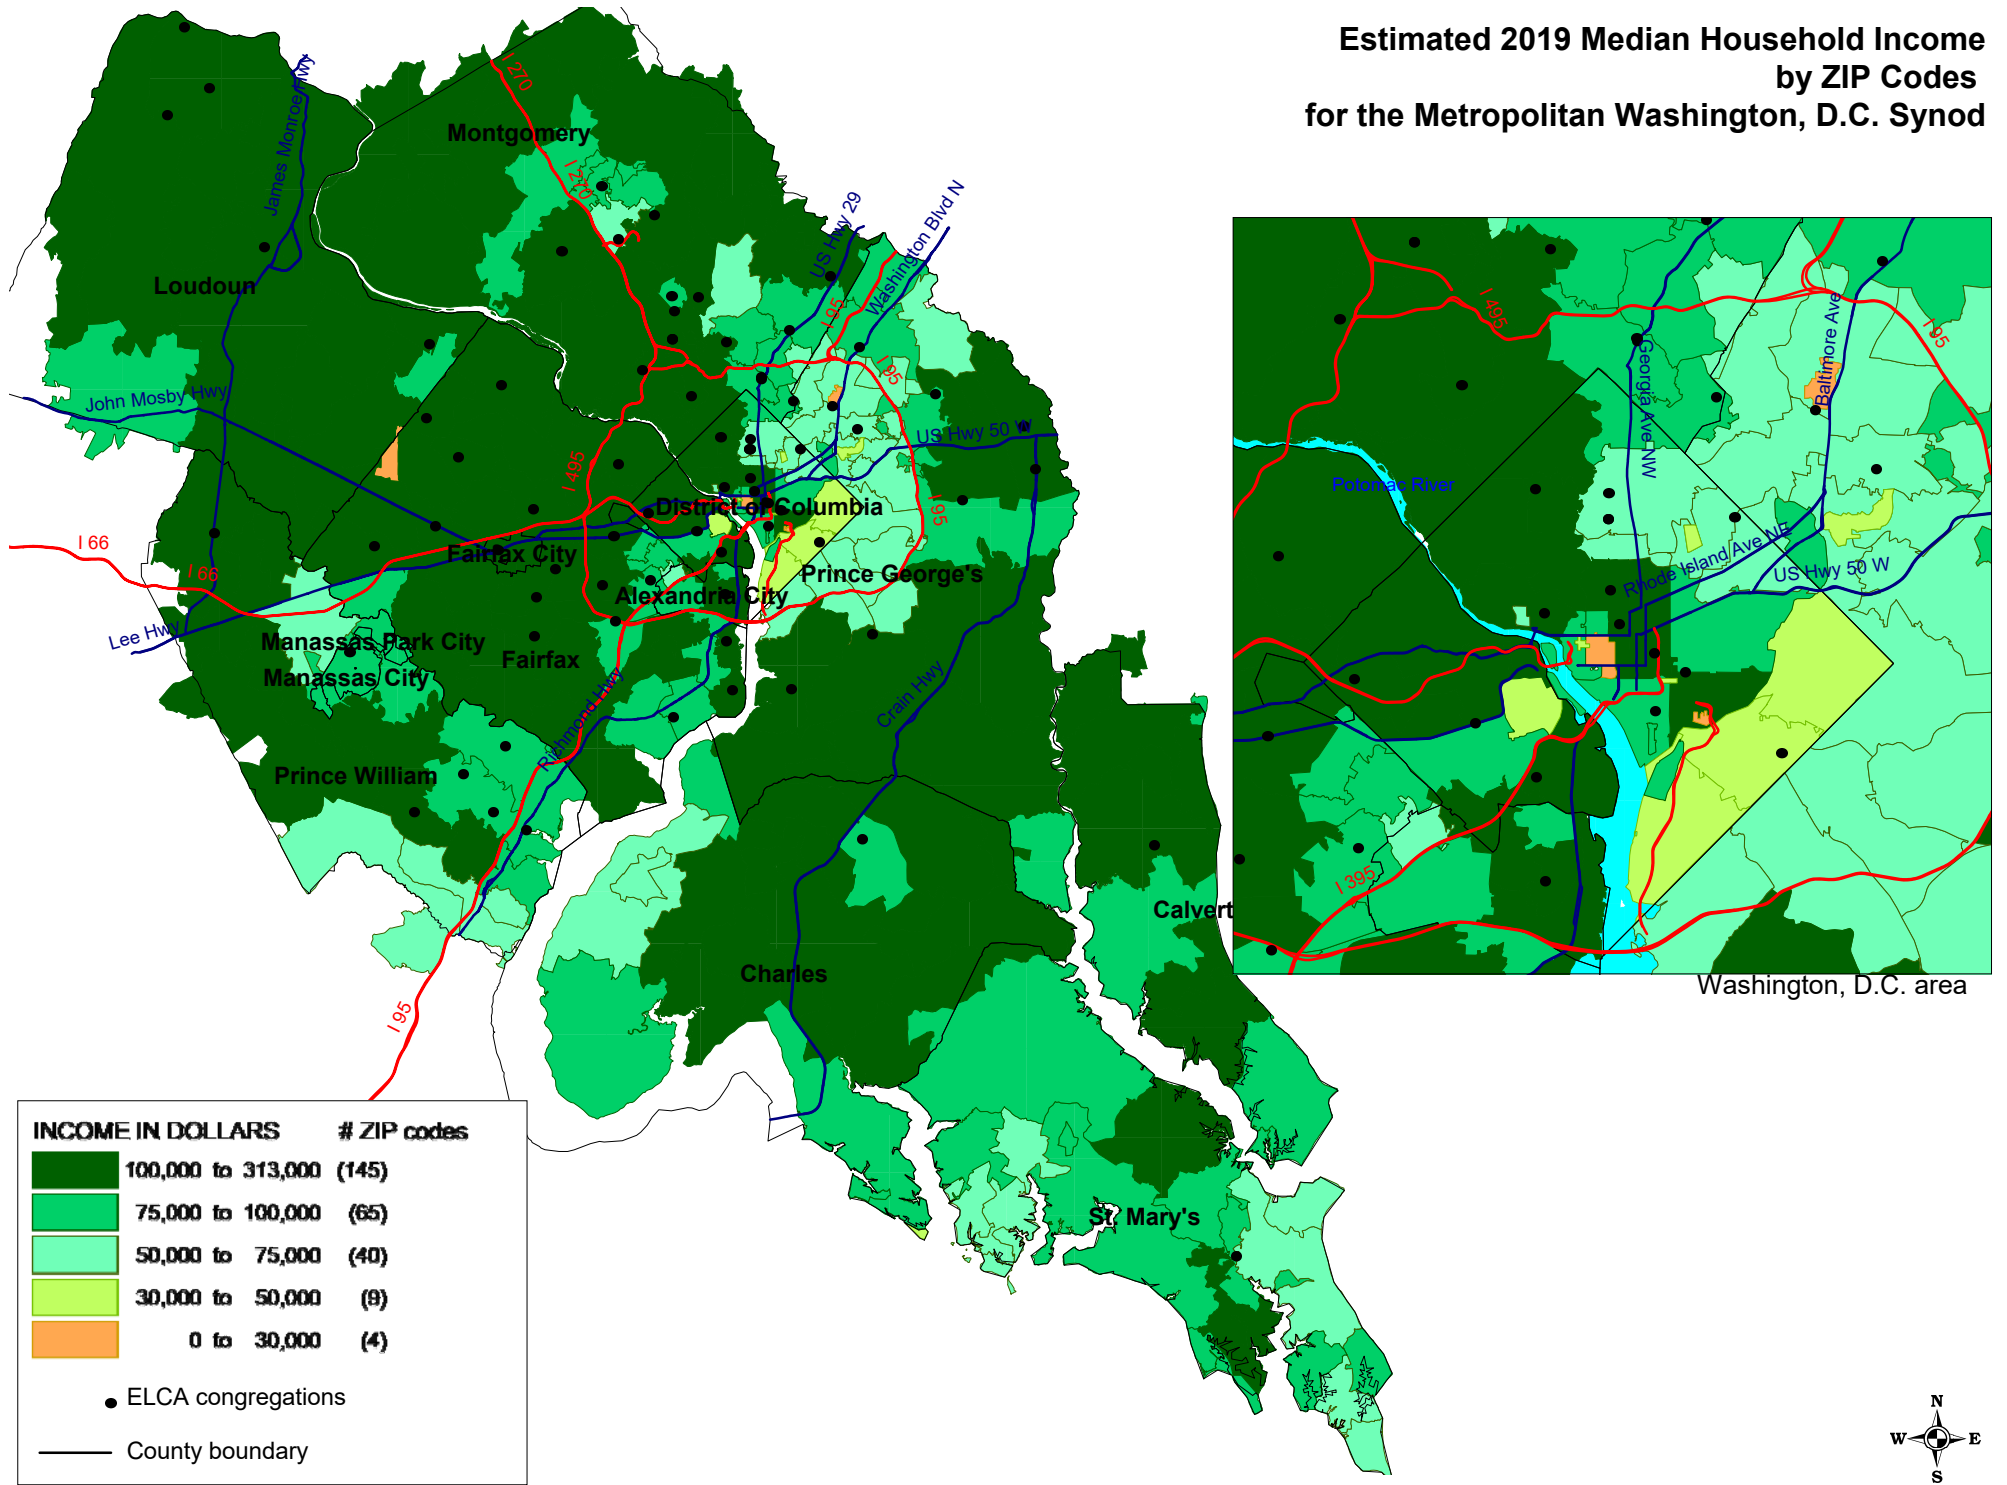 Estimated 2019 Median Household Income
by ZIP Codes
for the Metropolitan Washington, D.C. Synod
I 270
James Monroe Hwy
Montgomery
I 270
US Hwy 29
Washington Blvd N
Loudoun
I 95
I 95
John Mosby Hwy
US Hwy 50 W
I 495
District of Columbia
I 95
I 66
Fairfax City
I 66
Prince George's
Alexandria City
Lee Hwy
Manassas Park City
Fairfax
Manassas City
Crain Hwy
Richmond Hwy
Prince William
Calvert
Charles
I 95
St. Mary's
I 495
Baltimore Ave
I 95
Georgia Ave NW
Potomac River
Rhode Island Ave NE
US Hwy 50 W
I 395
Washington, D.C. area
INCOME IN DOLLARS # ZIP codes
100,000 to 313,000 (145)
75,000 to 100,000 (65)
50,000 to 75,000 (40)
30,000 to 50,000 (9)
0 to 30,000 (4)
ELCA congregations
County boundary
N
W E
S